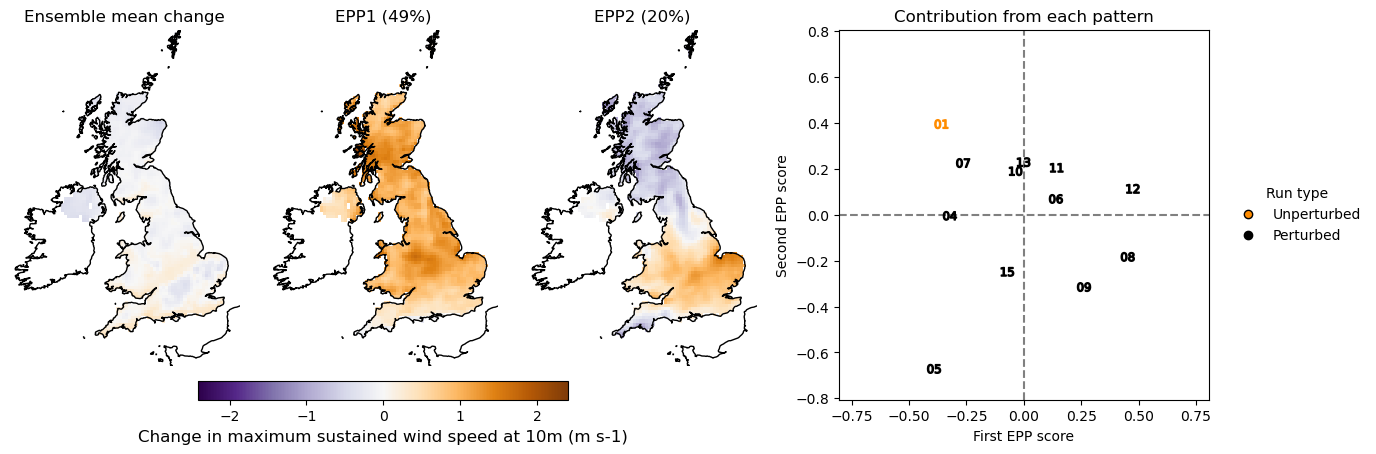 Ensemble mean change
EPP1 (49%)
EPP2 (20%)
−2 −1 0 1 2
Change in maximum sustained wind speed at 10m (m s-1)
Contribution from each pattern
Second EPP score
0.8
0.6
0.4
0.2
0.0
−0.2
−0.4
−0.6
−0.8
01
07
13
10
11
12
06
04
08
15
09
05
−0.75 −0.50 −0.25 0.00 0.25 0.50 0.75
First EPP score
Run type
Unperturbed
Perturbed